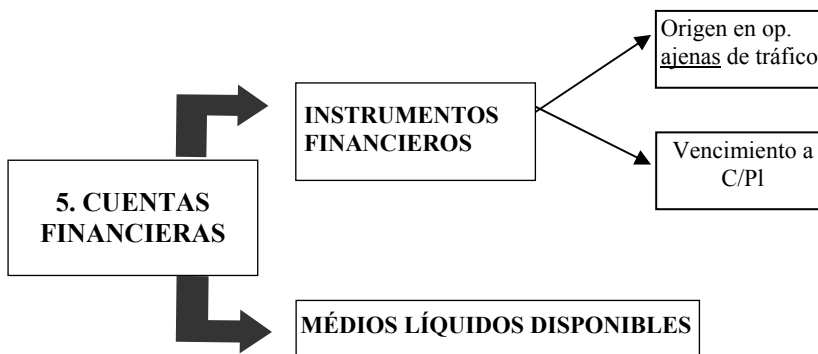 Origen en op.
ajenas de tráfico
INSTRUMENTOS
FINANCIEROS
Vencimiento a
C/Pl
5. CUENTAS
FINANCIERAS
MÉDIOS LÍQUIDOS DISPONIBLES